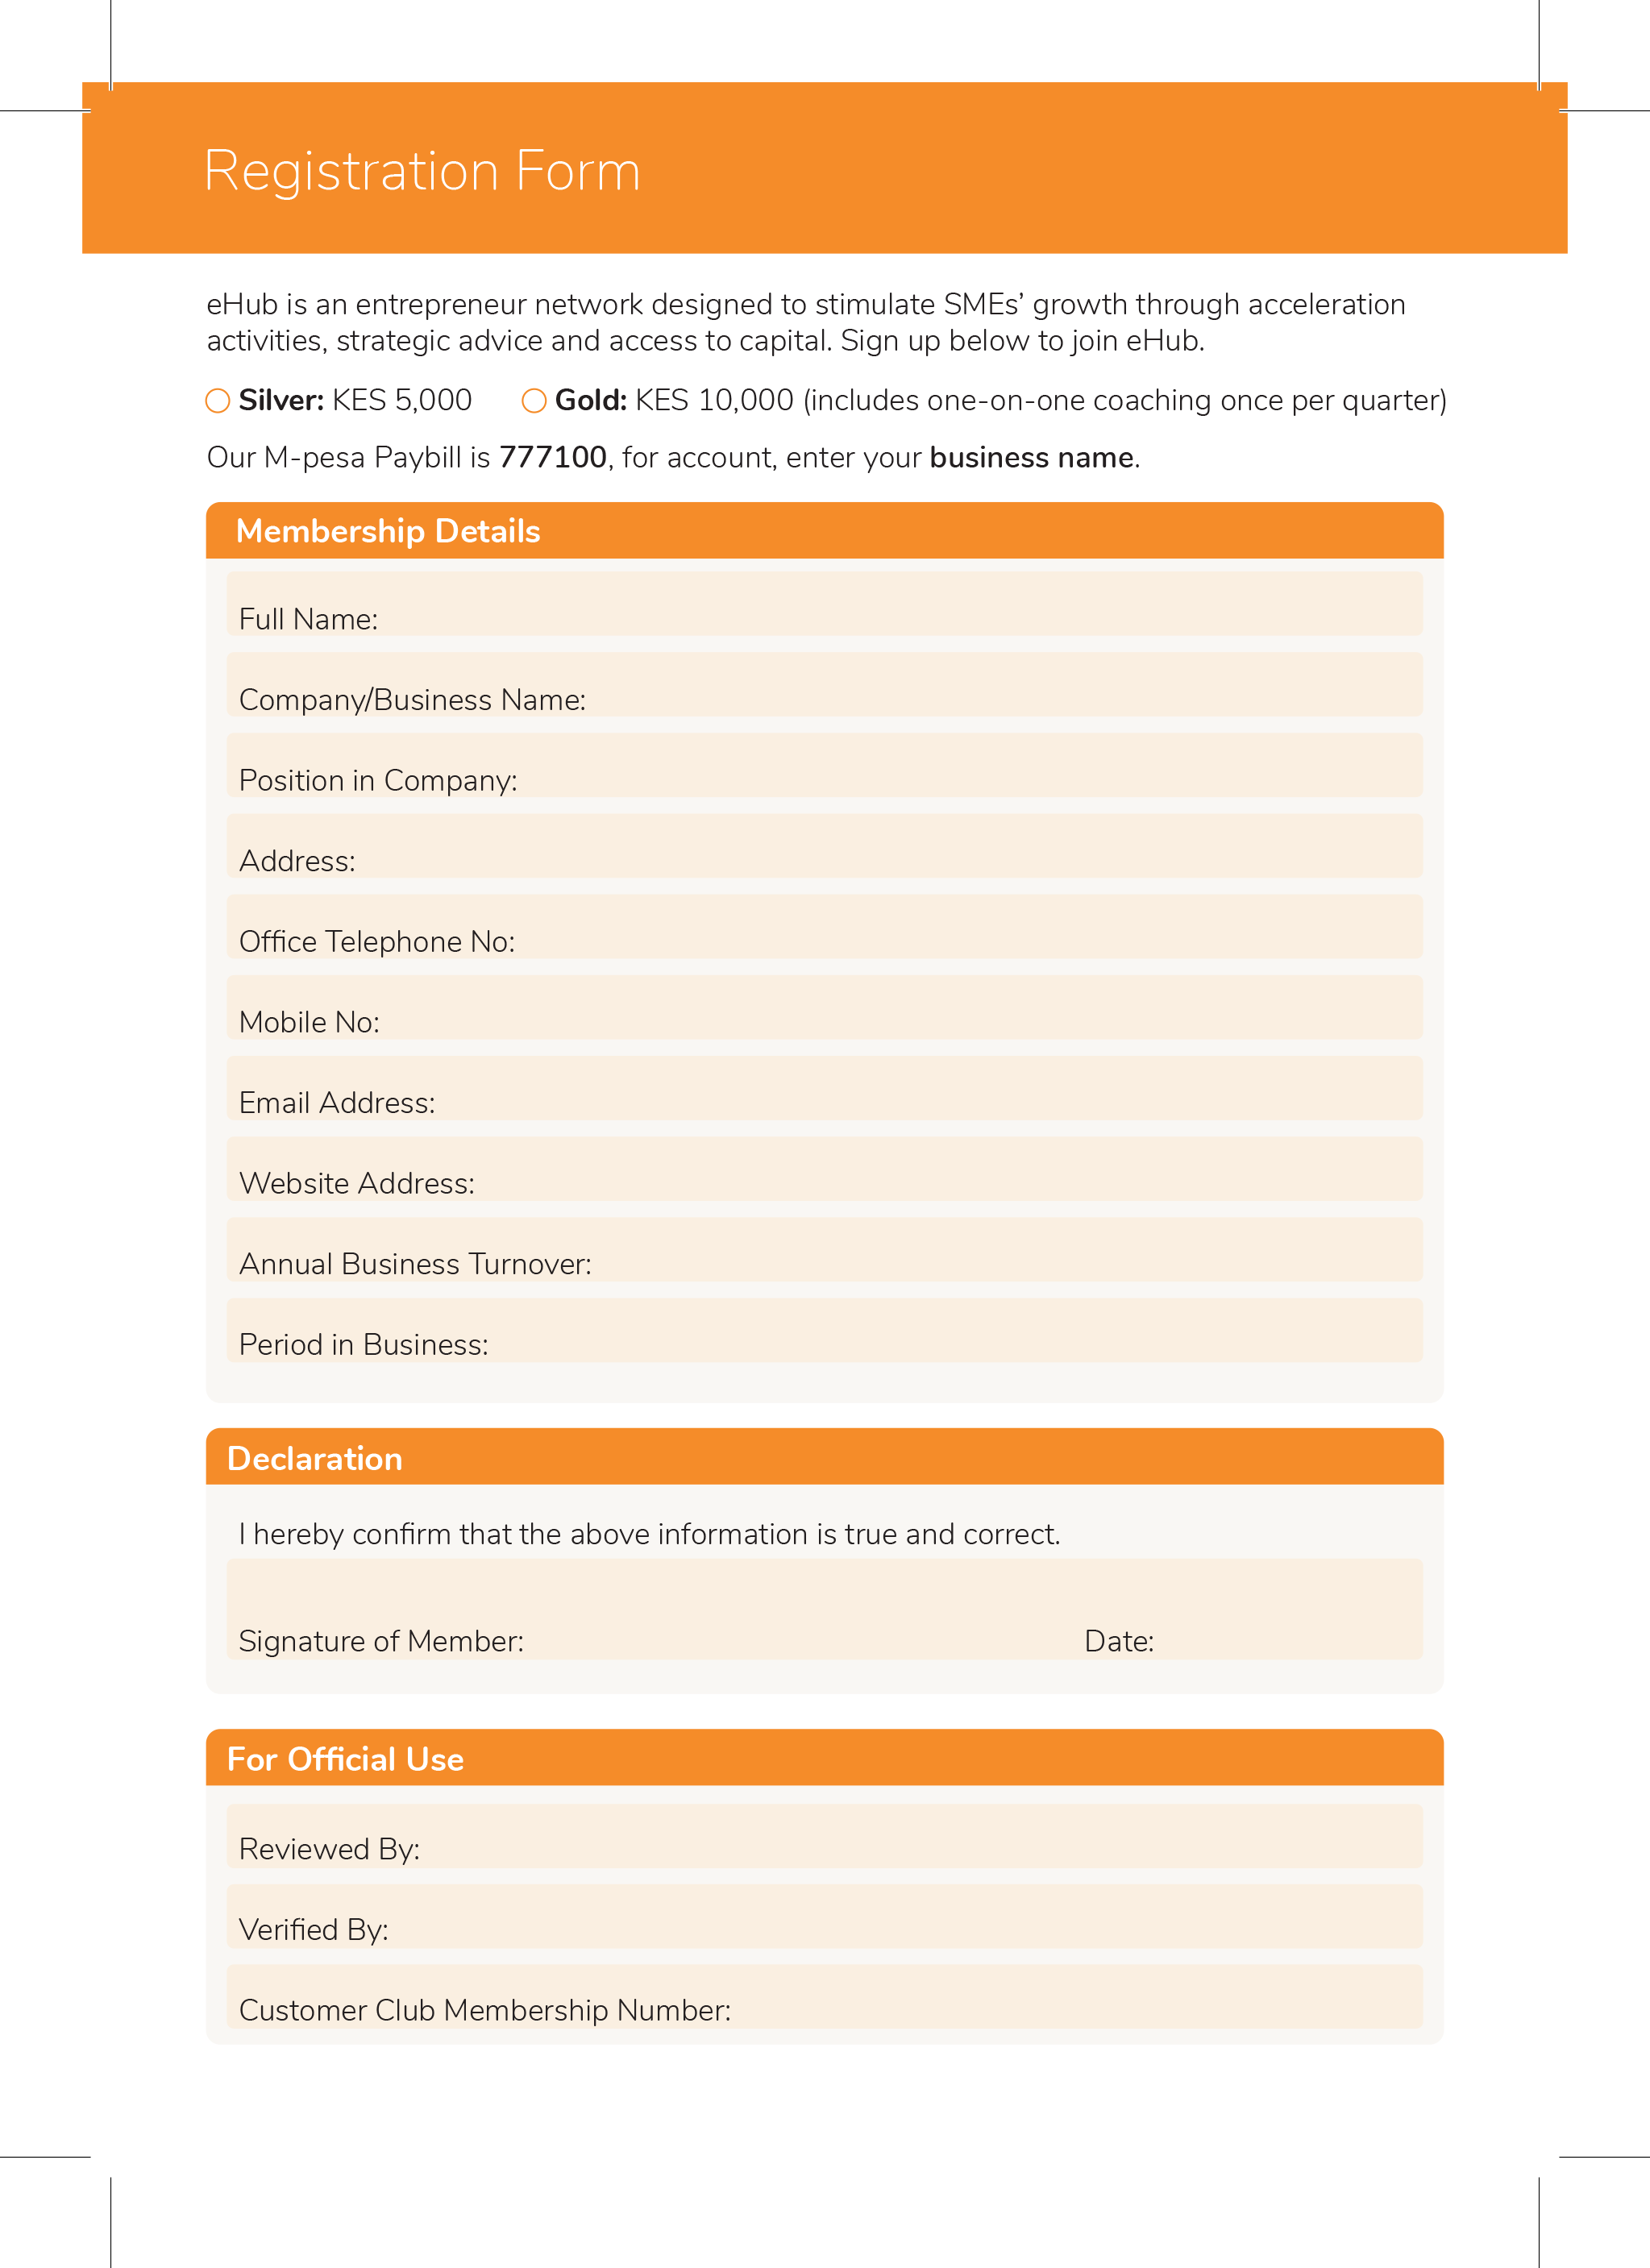 Registration Form
eHub is an entrepreneur network designed to stimulate SMEs’ growth through acceleration
activities, strategic advice and access to capital. Sign up below to join eHub.
Silver: KES 5,000 Gold: KES 10,000 (includes one-on-one coaching once per quarter)
Our M-pesa Paybill is 777100, for account, enter your business name.
Membership Details
Full Name:
Company/Business Name:
Position in Company:
Address:
Office Telephone No:
Mobile No:
Email Address:
Website Address:
Annual Business Turnover:
Period in Business:
Declaration
I hereby confirm that the above information is true and correct.
Signature of Member: Date:
For Official Use
Reviewed By:
Verified By:
Customer Club Membership Number: